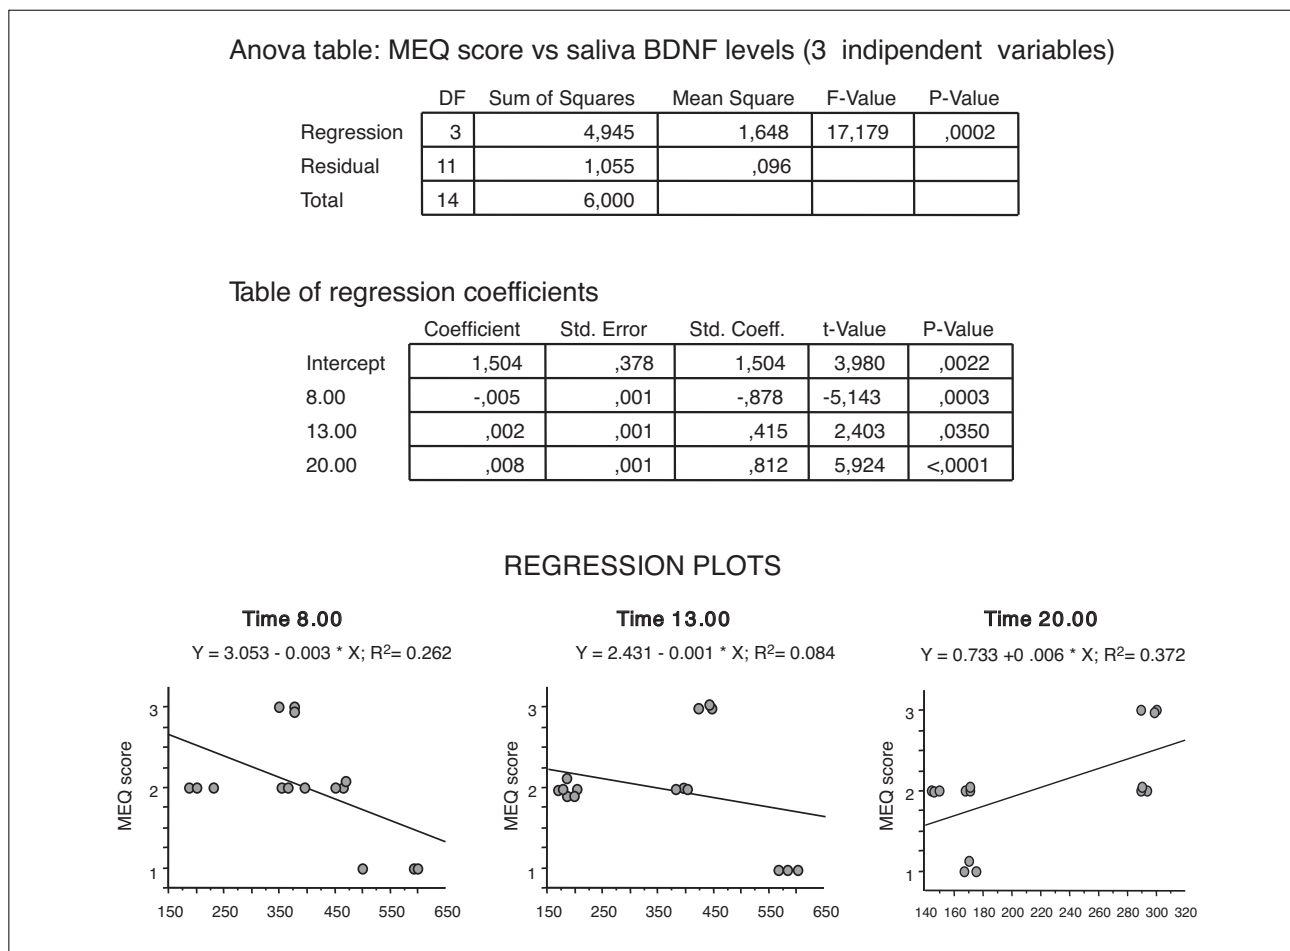 Anova table: MEQ score vs saliva BDNF levels (3 indipendent variables)
DF Sum of Squares Mean Square F-Value P-Value
Regression 3 4,945 1,648 17,179 ,0002
Residual 11 1,055 ,096
Total 14 6,000
Table of regression coefficients
Coefficient Std. Error Std. Coeff. t-Value P-Value
Intercept 1,504 ,378 1,504 3,980 ,0022
8.00 -,005 ,001 -,878 -5,143 ,0003
13.00 ,002 ,001 ,415 2,403 ,0350
20.00 ,008 ,001 ,812 5,924 <,0001
REGRESSION PLOTS
Time 8.00
Y = 3.053 - 0.003 * X; R²= 0.262
MEQ score
3
2
1
150 250 350 450 550 650
Time 13.00
Y = 2.431 - 0.001 * X; R²= 0.084
MEQ score
3
2
1
150 250 350 450 550 650
Time 20.00
Y = 0.733 +0 .006 * X; R²= 0.372
MEQ score
3
2
1
140 160 180 200 220 240 260 280 300 320